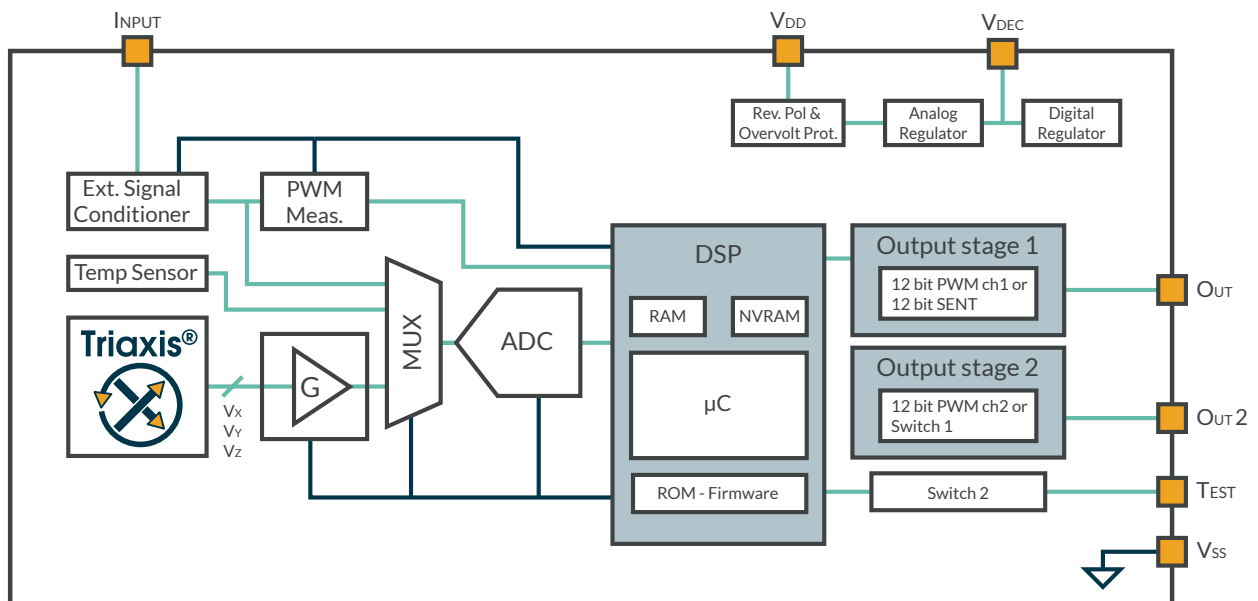 INPUT
VDD
VDEC
Rev. Pol &
Overvolt Prot.
Analog
Regulator
Digital
Regulator
Ext. Signal
Conditioner
PWM
Meas.
Temp Sensor
Triaxis®
VX
VY
VZ
G
MUX
ADC
DSP
RAM
NVRAM
µC
ROM - Firmware
Output stage 1
12 bit PWM ch1 or
12 bit SENT
Output stage 2
12 bit PWM ch2 or
Switch 1
Switch 2
OUT
OUT 2
TEST
VSS